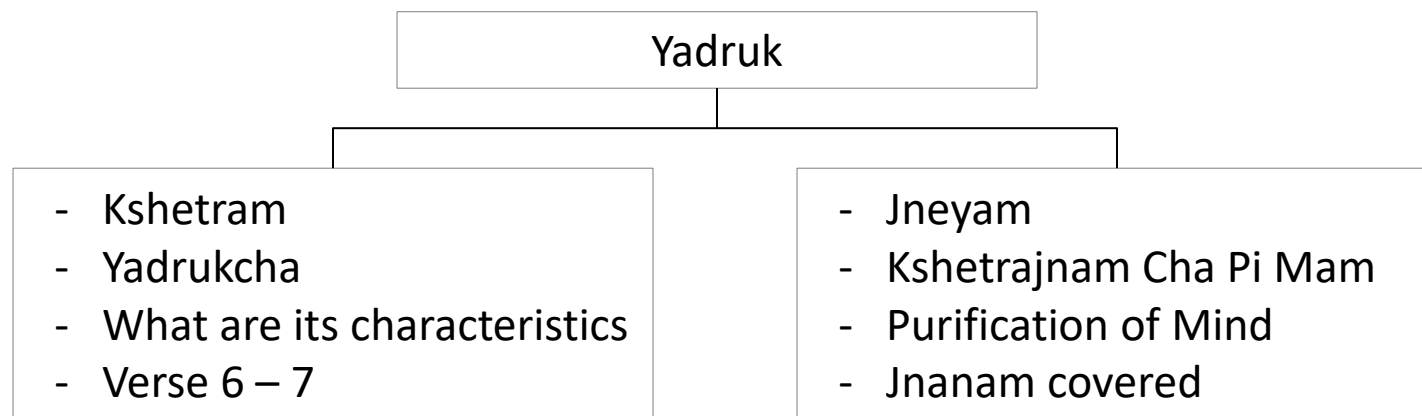 Yadruk
- Kshetram
- Yadrukcha
- What are its characteristics
- Verse 6 – 7
- Jneyam
- Kshetrajnam Cha Pi Mam
- Purification of Mind
- Jnanam covered